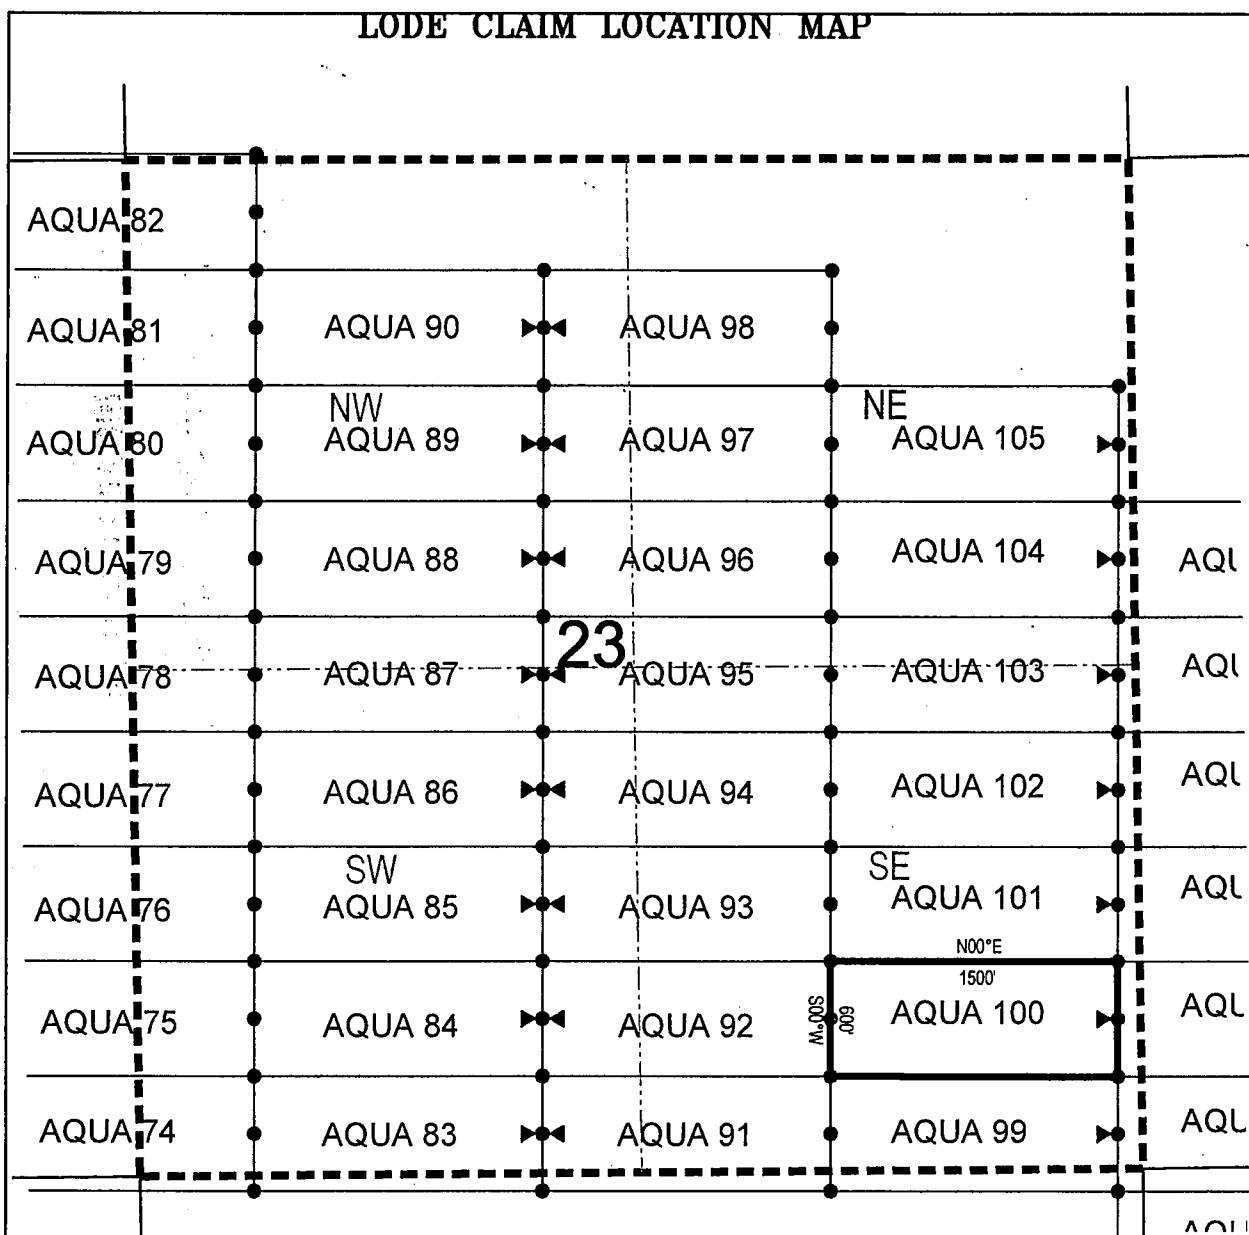 LODE CLAIM LOCATION MAP
AQUA 82
AQUA 81 AQUA 90 AQUA 98
NW NE
AQUA 80 AQUA 89 AQUA 97 AQUA 105
AQUA 79 AQUA 88 AQUA 96 AQUA 104
23
AQUA 78 AQUA 87 AQUA 95 AQUA 103
AQUA 77 AQUA 86 AQUA 94 AQUA 102
SW SE
AQUA 76 AQUA 85 AQUA 93 AQUA 101
N00°E
1500'
S00°W
600'
AQUA 75 AQUA 84 AQUA 92 AQUA 100
AQUA 74 AQUA 83 AQUA 91 AQUA 99